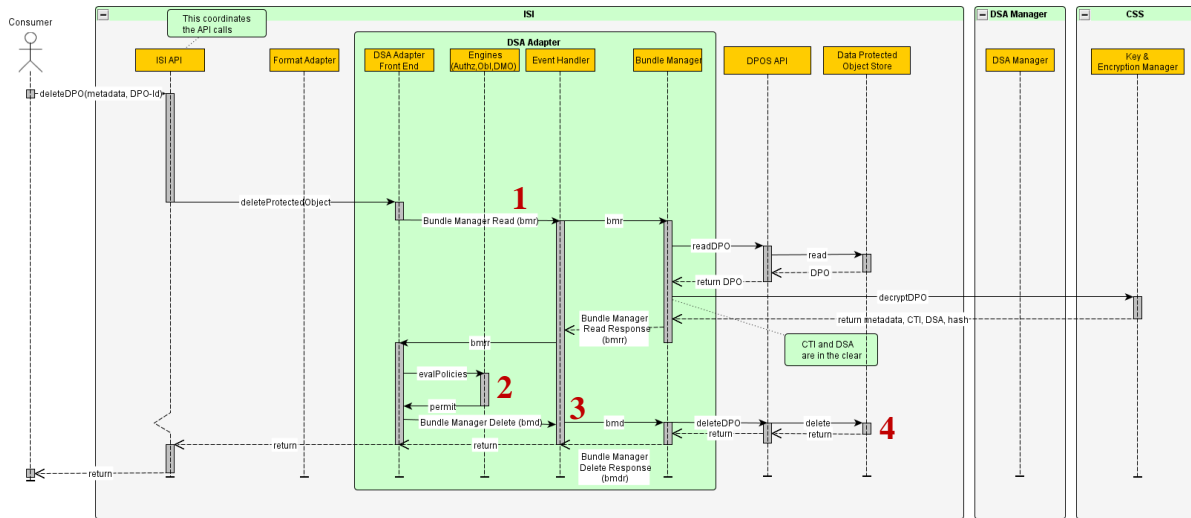 ISI
DSA Manager
CSS
Consumer
This coordinates
the API calls
DSA Adapter
ISI API
Format Adapter
DSA Adapter
Front End
Engines
(Authz,Obl,DMO)
Event Handler
Bundle Manager
DPOS API
Data Protected
Object Store
DSA Manager
Key &
Encryption Manager
deleteDPO(metadata, DPO-Id)
1
deleteProtectedObject
Bundle Manager Read (bmr)
bmr
readDPO
read
DPO
return DPO
decryptDPO
return metadata, CTI, DSA, hash
Bundle Manager
Read Response
(bmrr)
bmrr
CTI and DSA
are in the clear
evalPolicies
2
permit
3
Bundle Manager Delete (bmd)
bmd
deleteDPO
delete
4
return
return
return
return
Bundle Manager
Delete Response
(bmdr)
return